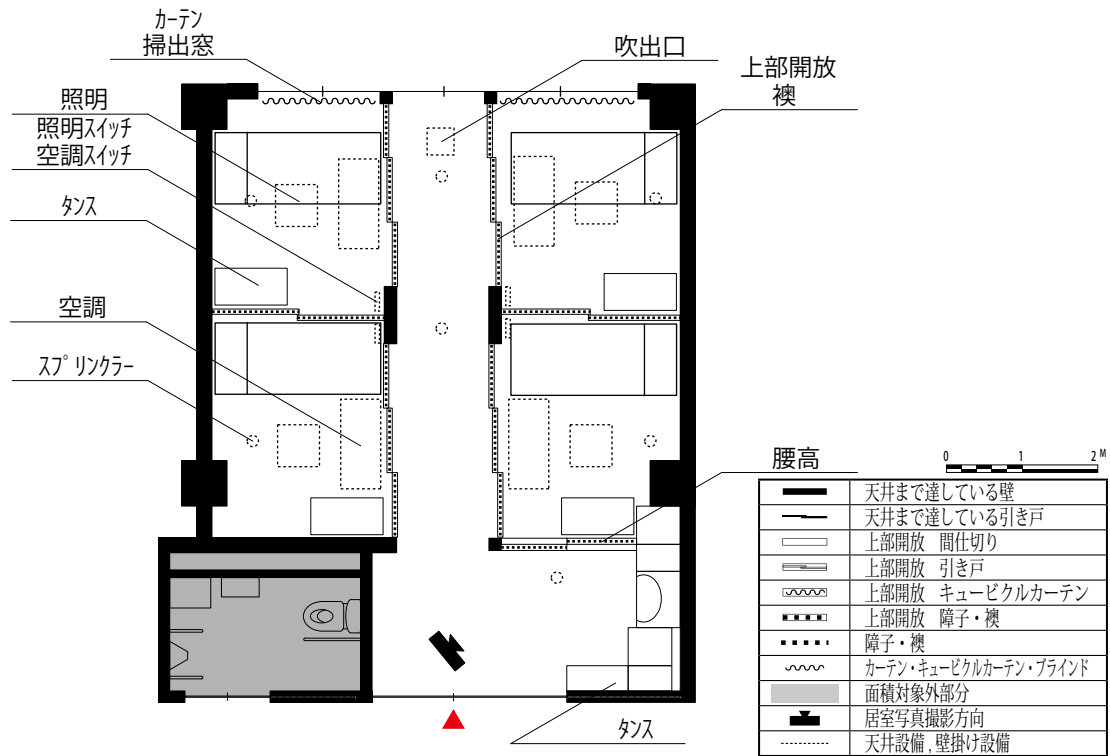 カーテン
掃出窓
吹出口
上部開放
襖
照明
照明スイッチ
空調スイッチ
タンス
空調
スプリンクラー
腰高
0 1 2 M
天井まで達している壁
天井まで達している引き戸
上部開放 間仕切り
上部開放 引き戸
上部開放 キュービクルカーテン
上部開放 障子・襖
障子・襖
カーテン・キュービクルカーテン・ブラインド
面積対象外部分
居室写真撮影方向
天井設備,壁掛け設備
タンス